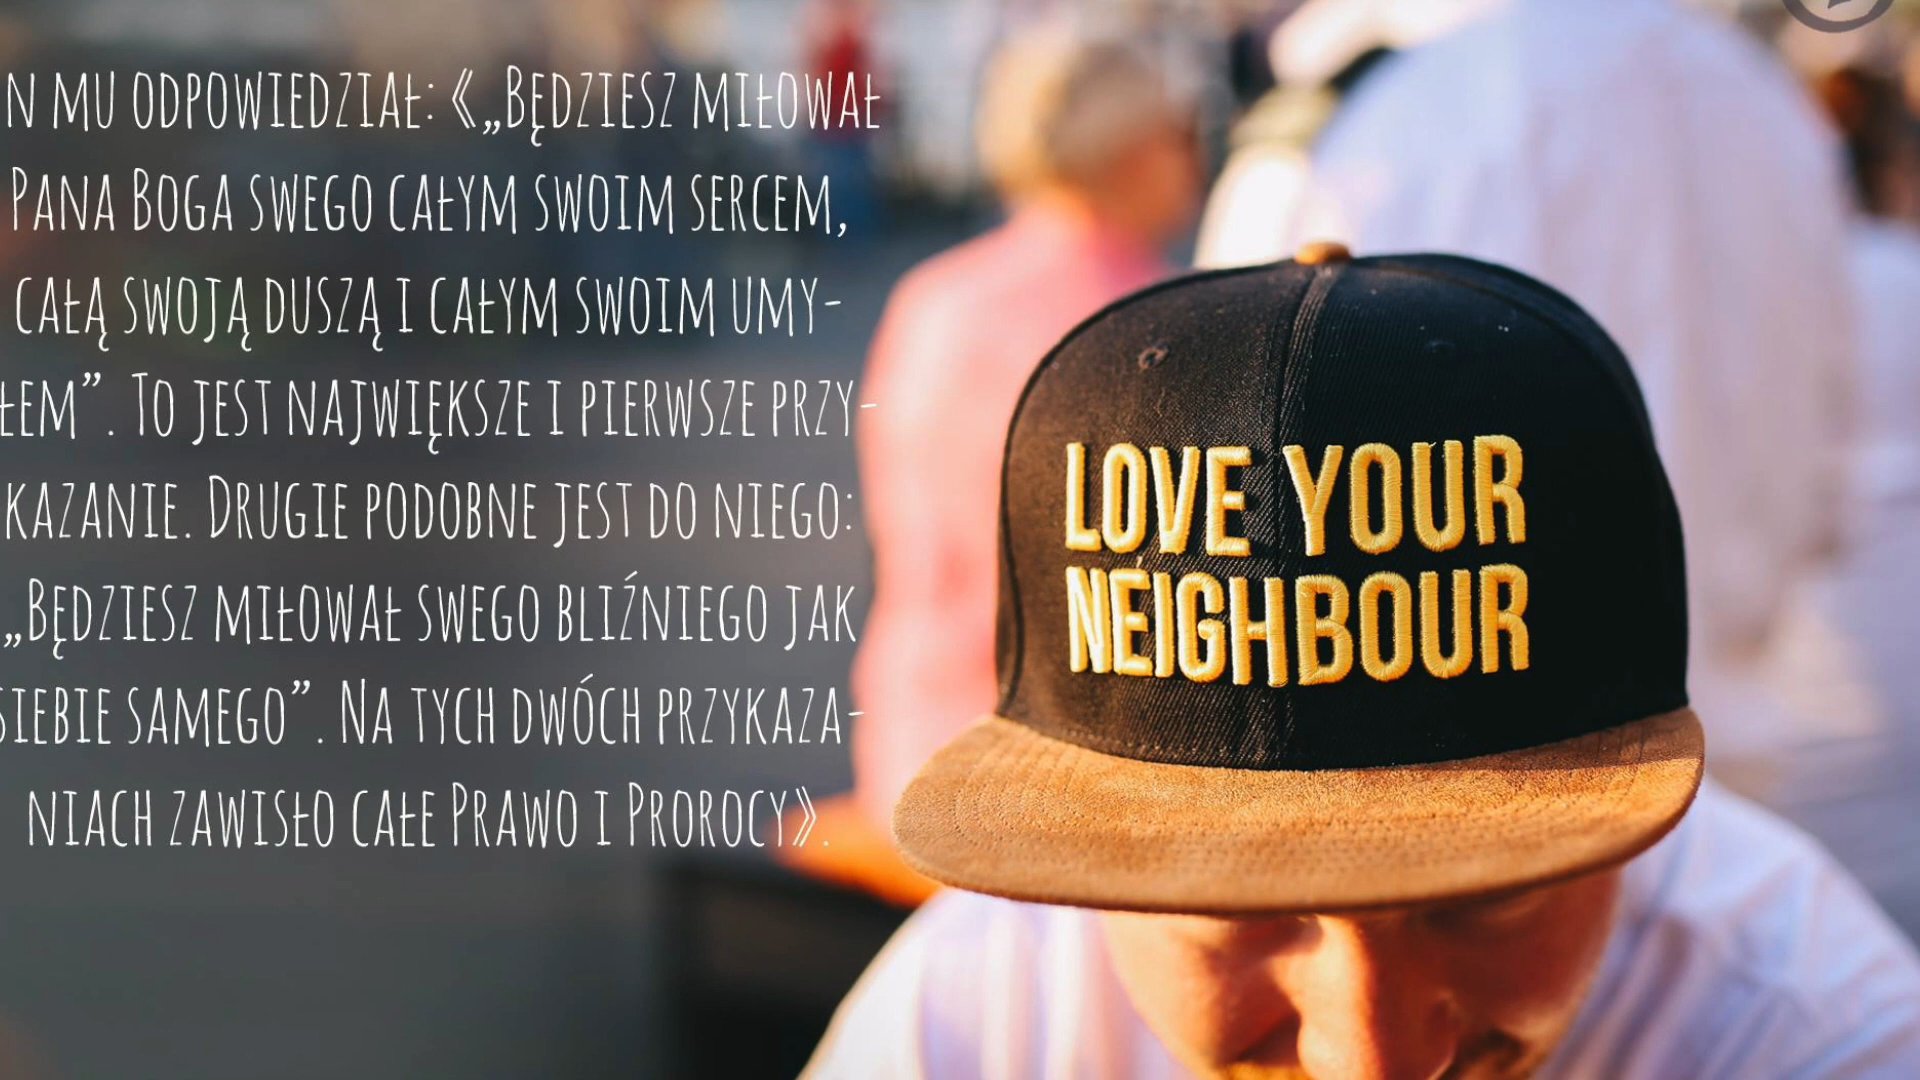 N MU ODPOWIEDZIAŁ: «„BĘDZIESZ MIŁOWAŁ
PANA BOGA SWEGO CAŁYM SWOIM SERCEM,
CAŁĄ SWOJĄ DUSZĄ I CAŁYM SWOIM UMY-
ŁEM”. TO JEST NAJWIĘKSZE I PIERWSZE PRZY-
KAZANIE. DRUGIE PODOBNE JEST DO NIEGO:
„BĘDZIESZ MIŁOWAŁ SWEGO BLIŹNIEGO JAK
SIEBIE SAMEGO”. NA TYCH DWÓCH PRZYKAZA-
NIACH ZAWISŁO CAŁE PRAWO I PROROCY».
LOVE YOUR
NEIGHBOUR